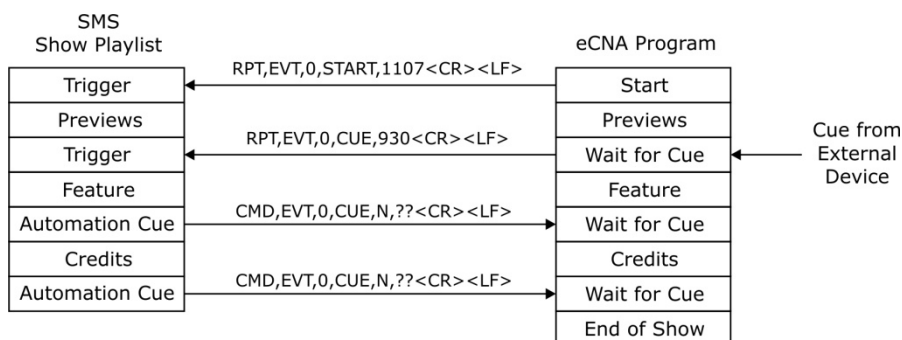 SMS
Show Playlist
eCNA Program
Trigger
RPT,EVT,0,START,1107<CR><LF>
Start
Previews
Previews
Trigger
RPT,EVT,0,CUE,930<CR><LF>
Wait for Cue
Cue from
External
Device
Feature
Feature
Automation Cue
CMD,EVT,0,CUE,N,??<CR><LF>
Wait for Cue
Credits
Credits
Automation Cue
CMD,EVT,0,CUE,N,??<CR><LF>
Wait for Cue
End of Show